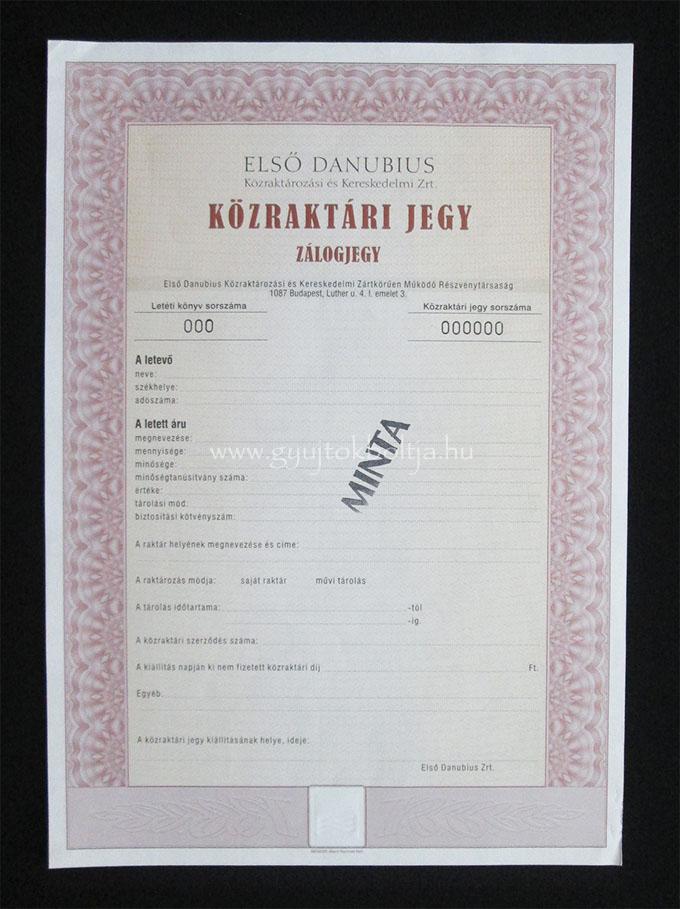 ELSŐ DANUBIUS
Közraktározási és Kereskedelmi Zrt.
KÖZRAKTÁRI JEGY
ZÁLOGJEGY
Első Danubius Közraktározási és Kereskedelmi Zártkörűen Működő Részvénytársaság
1087 Budapest, Luther u. 4. I. emelet 3.
Letéti könyv sorszáma
000
Közraktári jegy sorszáma
000000
A letevő
neve:
székhelye:
adószáma:
A letett áru
megnevezése:
mennyisége:
minősége:
minőségtanúsítvány száma:
értéke:
tárolási mód:
biztosítási kötvényszám:
MINTA
www.gyujtokboltja.hu
A raktár helyének megnevezése és címe:
A raktározás módja: saját raktár művi tárolás
A tárolás időtartama: -tól
-ig.
A közraktári szerződés száma:
A kiállítás napján ki nem fizetett közraktári díj Ft.
Egyéb:
A közraktári jegy kiállításának helye, ideje:
Első Danubius Zrt.